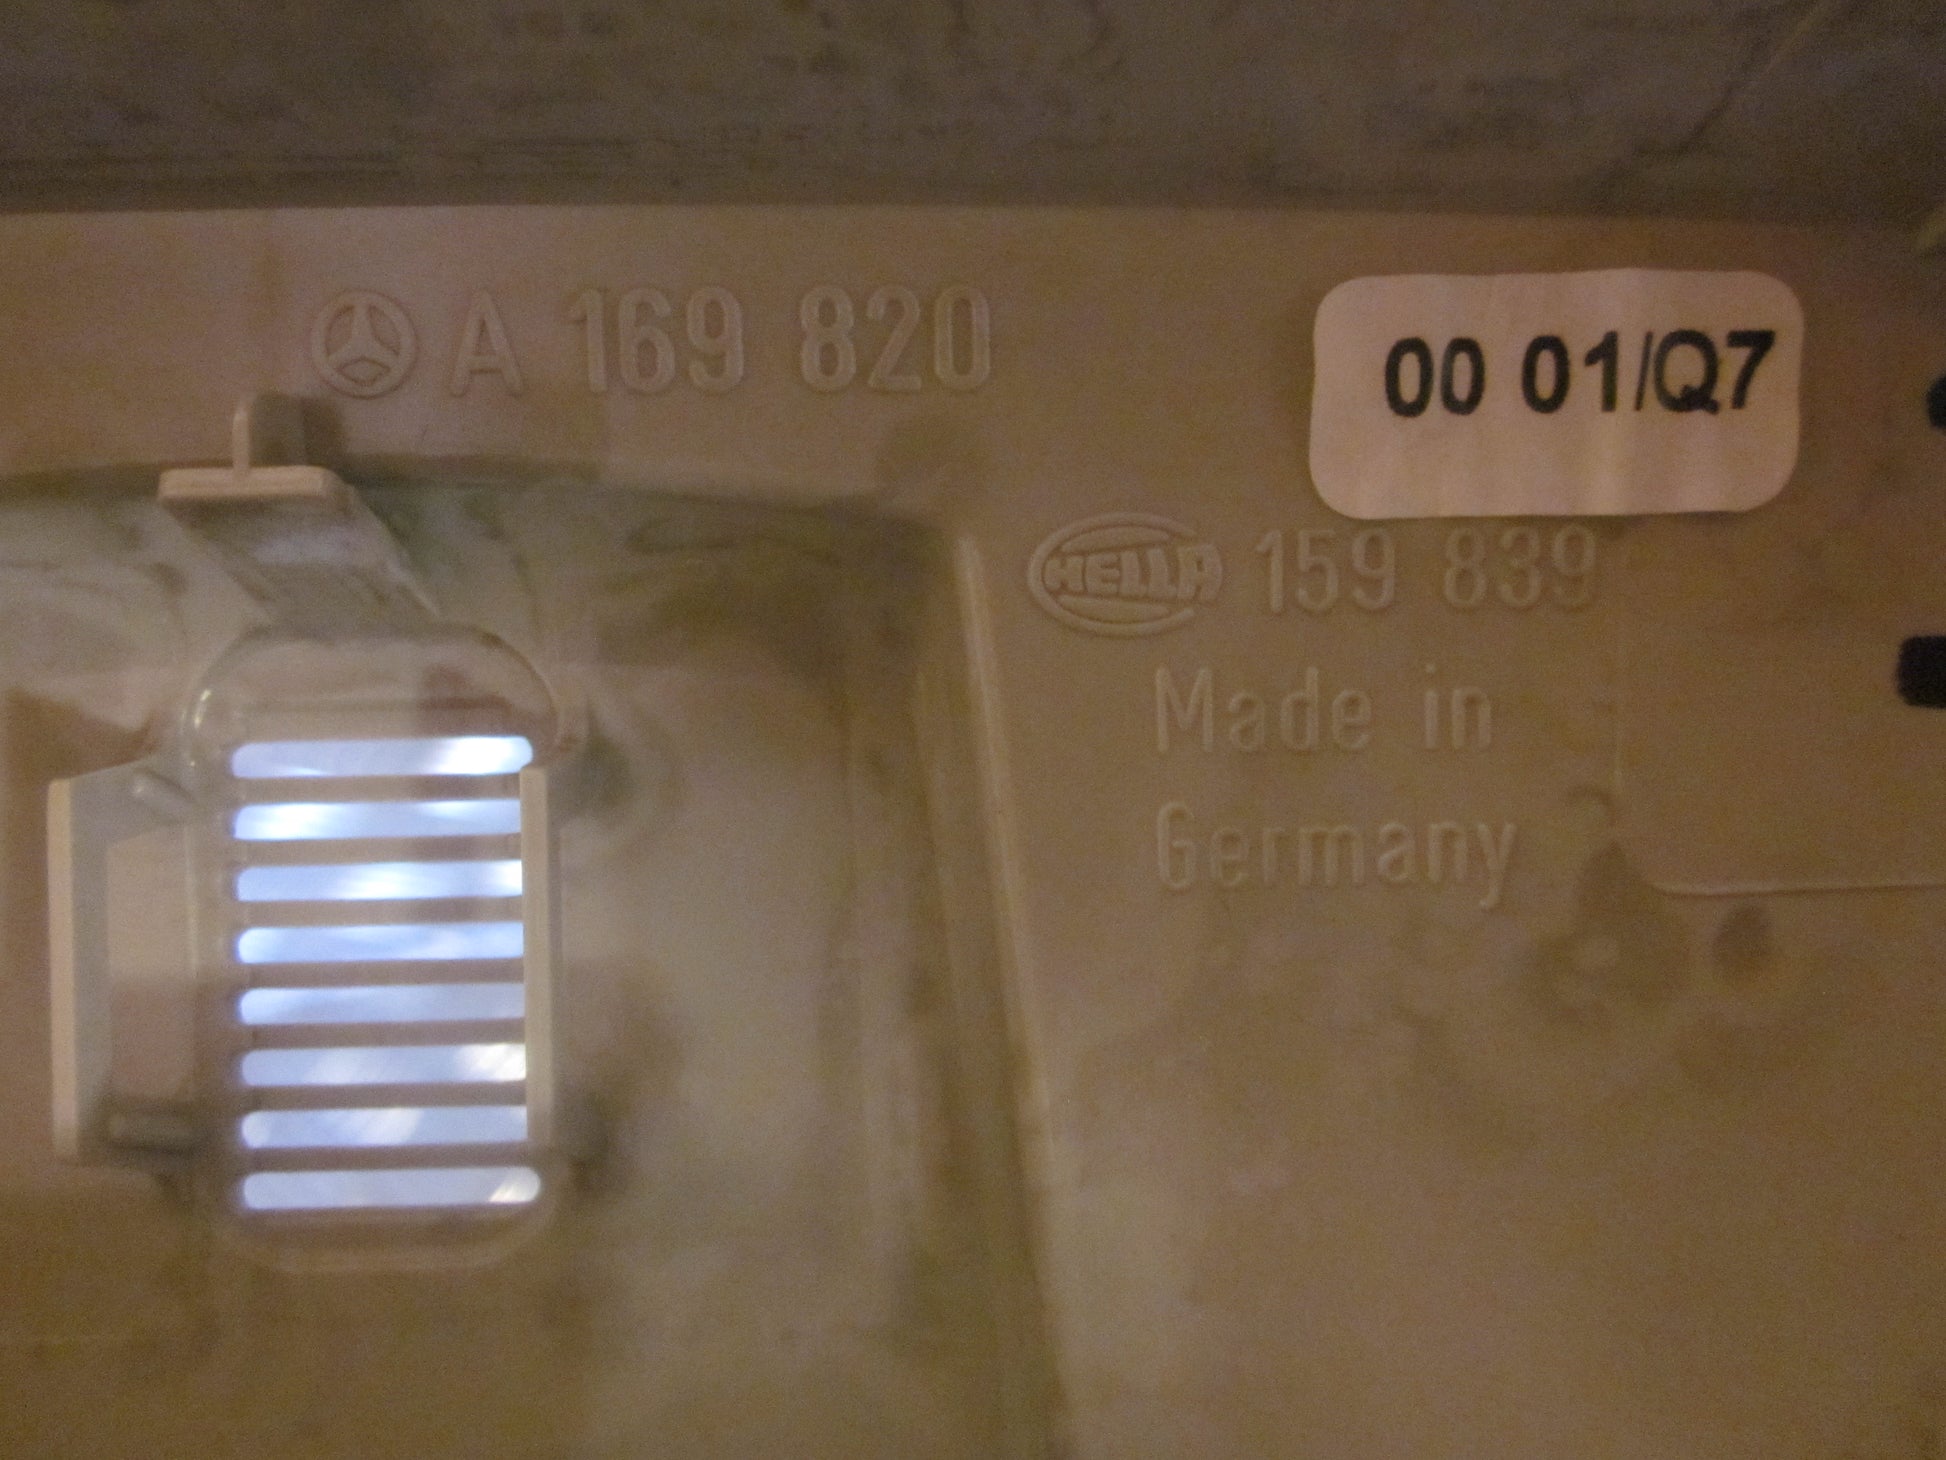 A 169 820
00 01/Q7
HELLA 159 839
Made in
Germany